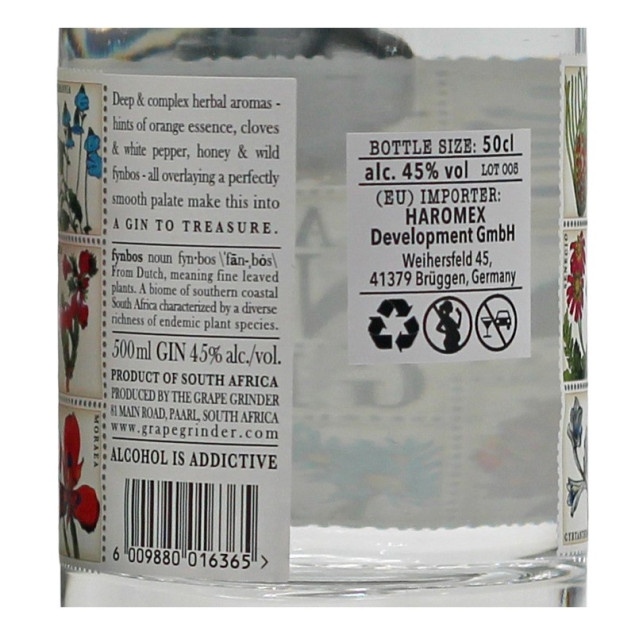 Deep & complex herbal aromas -
hints of orange essence, cloves
& white pepper, honey & wild
fynbos - all overlaying a perfectly
smooth palate make this into
A GIN TO TREASURE.
fynbos noun fyn·bos \'fān-ˌbȯs\
From Dutch, meaning fine leaved
plants. A biome of southern coastal
South Africa characterized by a diverse
richness of endemic plant species.
500ml GIN 45% alc./vol.
PRODUCT OF SOUTH AFRICA
PRODUCED BY THE GRAPE GRINDER
81 MAIN ROAD, PAARL, SOUTH AFRICA
www.grapegrinder.com
ALCOHOL IS ADDICTIVE
6 009880 016365 >
MORAEA
BOTTLE SIZE: 50cl
alc. 45% vol LOT 006
(EU) IMPORTER:
HAROMEX
Development GmbH
Weihersfeld 45,
41379 Brüggen, Germany